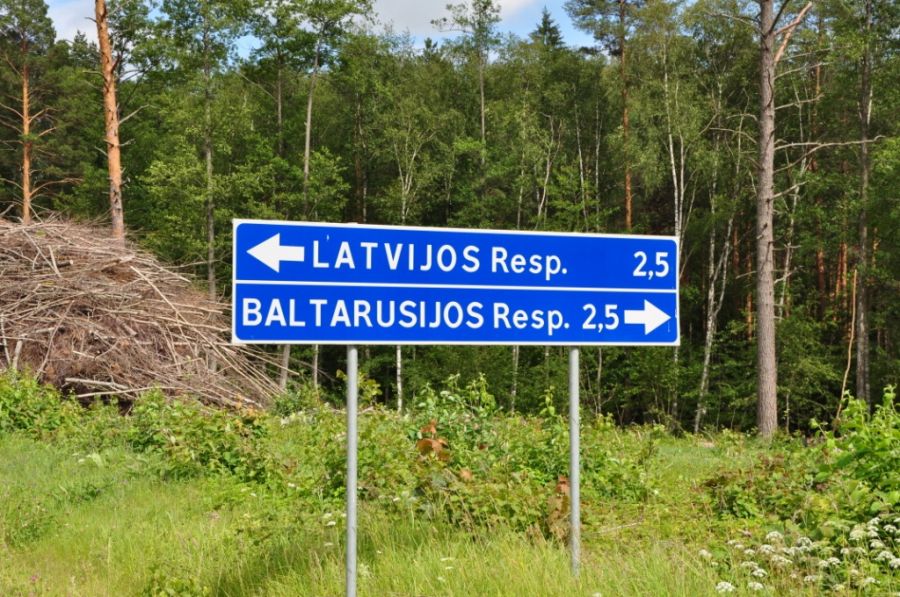 LATVIJOS Resp. 2,5
BALTARUSIJOS Resp. 2,5